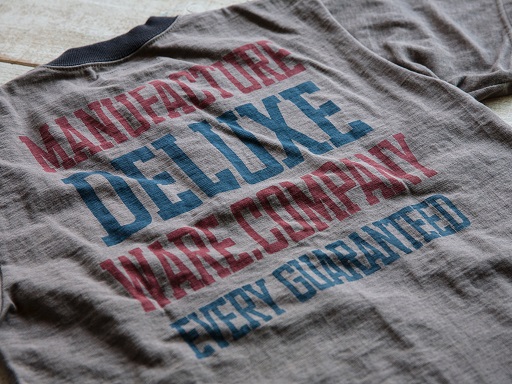 MANUFACTURE
DELUXE
WARE.COMPANY
EVERY GUARANTEED